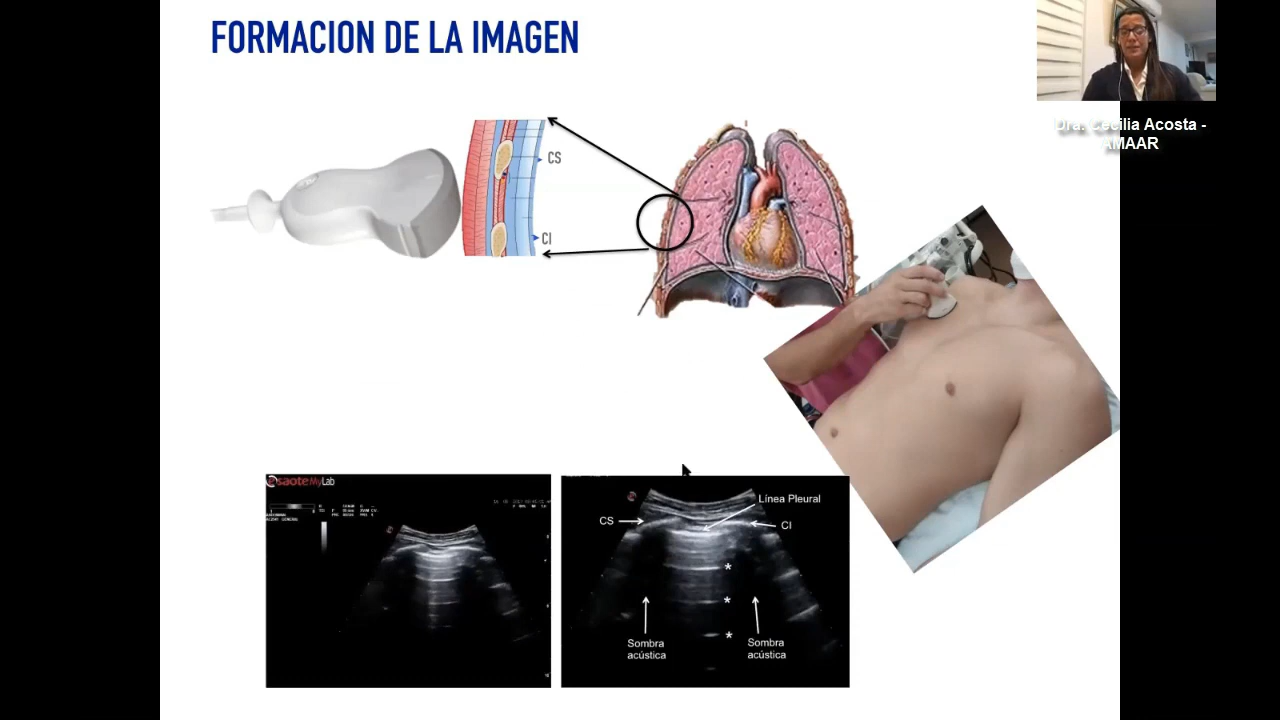 FORMACION DE LA IMAGEN
Dra. Cecilia Acosta -
AMAAR
CS
CI
esaote MyLab
ABDOMEN
Línea Pleural
CS
CI
*
*
*
Sombra
acústica
Sombra
acústica